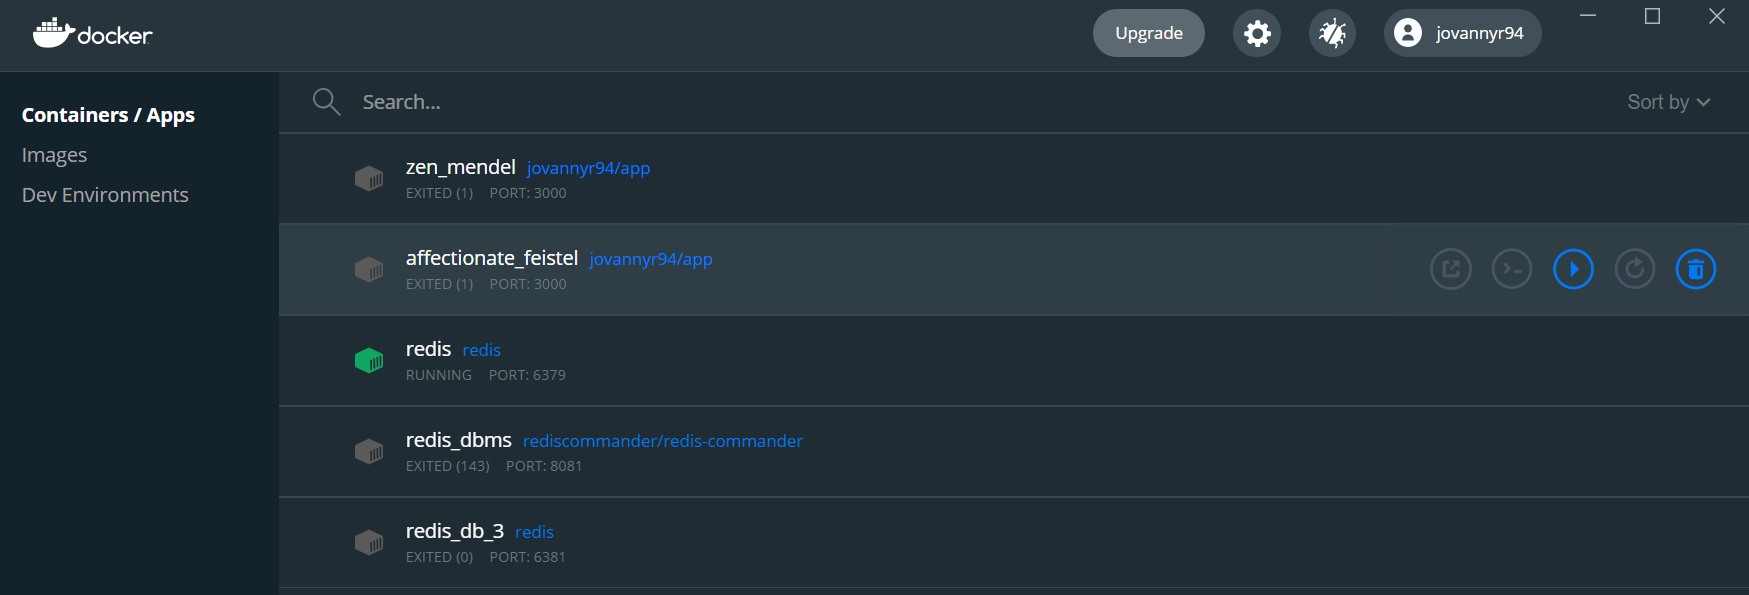 docker
Upgrade
jovannyr94
Containers / Apps
Images
Dev Environments
Search...
Sort by
zen_mendel jovannyr94/app
EXITED (1) PORT: 3000
affectionate_feistel jovannyr94/app
EXITED (1) PORT: 3000
redis redis
RUNNING PORT: 6379
redis_dbms rediscommander/redis-commander
EXITED (143) PORT: 8081
redis_db_3 redis
EXITED (0) PORT: 6381